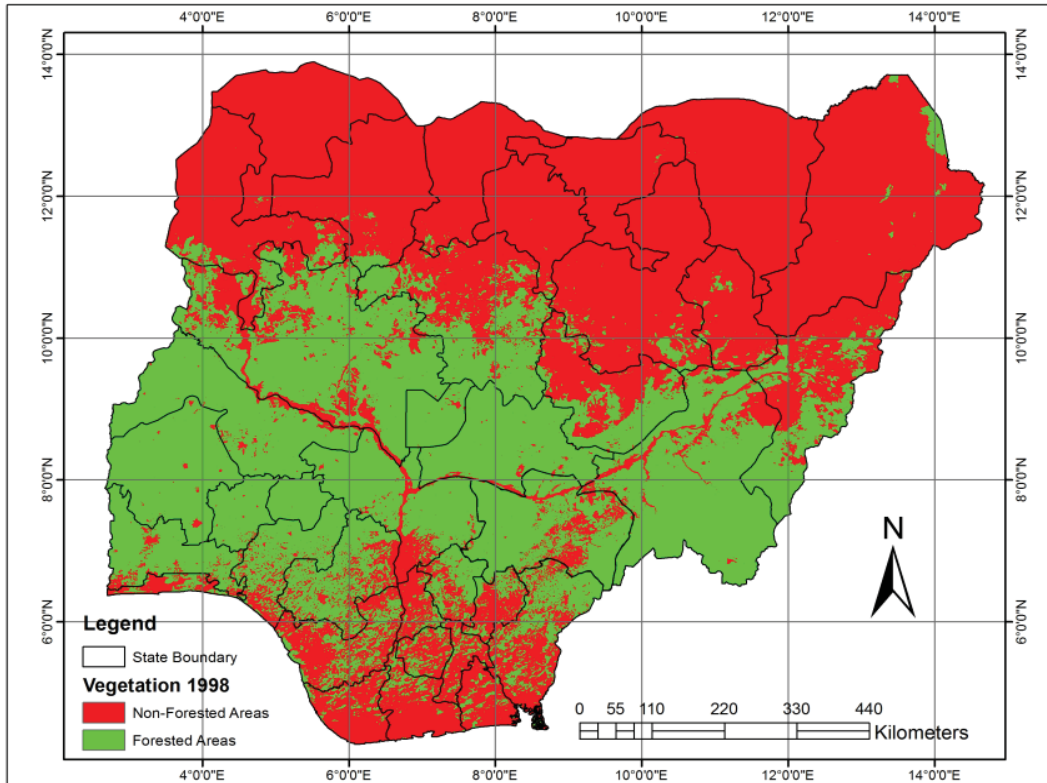 4°0'0"E 6°0'0"E 8°0'0"E 10°0'0"E 12°0'0"E 14°0'0"E
14°0'0"N 14°0'0"N
12°0'0"N 12°0'0"N
10°0'0"N 10°0'0"N
8°0'0"N 8°0'0"N
6°0'0"N 6°0'0"N
N
Legend
State Boundary
Vegetation 1998
Non-Forested Areas
Forested Areas
0 55 110 220 330 440
Kilometers
4°0'0"E 6°0'0"E 8°0'0"E 10°0'0"E 12°0'0"E 14°0'0"E